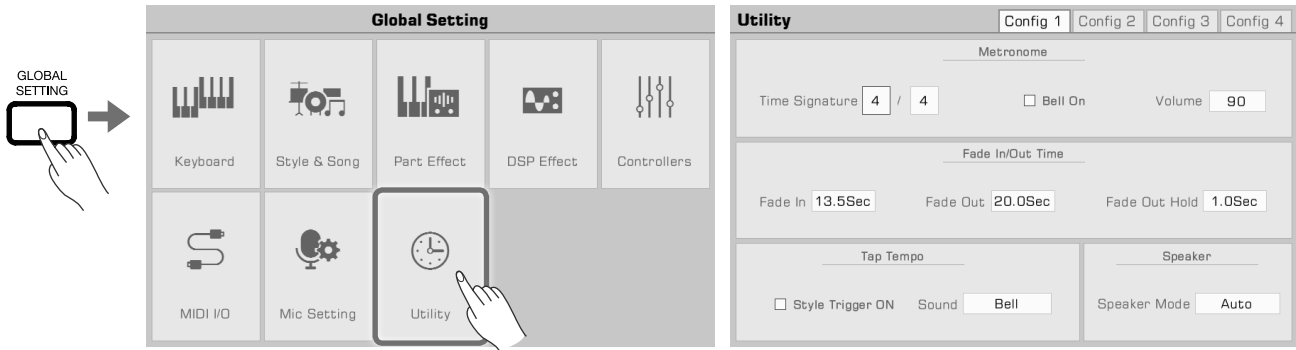 GLOBAL
SETTING
Global Setting
Keyboard
Style & Song
Part Effect
DSP Effect
Controllers
MIDI I/O
Mic Setting
Utility
Utility
Config 1
Config 2
Config 3
Config 4
Metronome
Time Signature 4 / 4
Bell On
Volume 90
Fade In/Out Time
Fade In 13.5Sec
Fade Out 20.0Sec
Fade Out Hold 1.0Sec
Tap Tempo
Style Trigger ON
Sound Bell
Speaker
Speaker Mode Auto